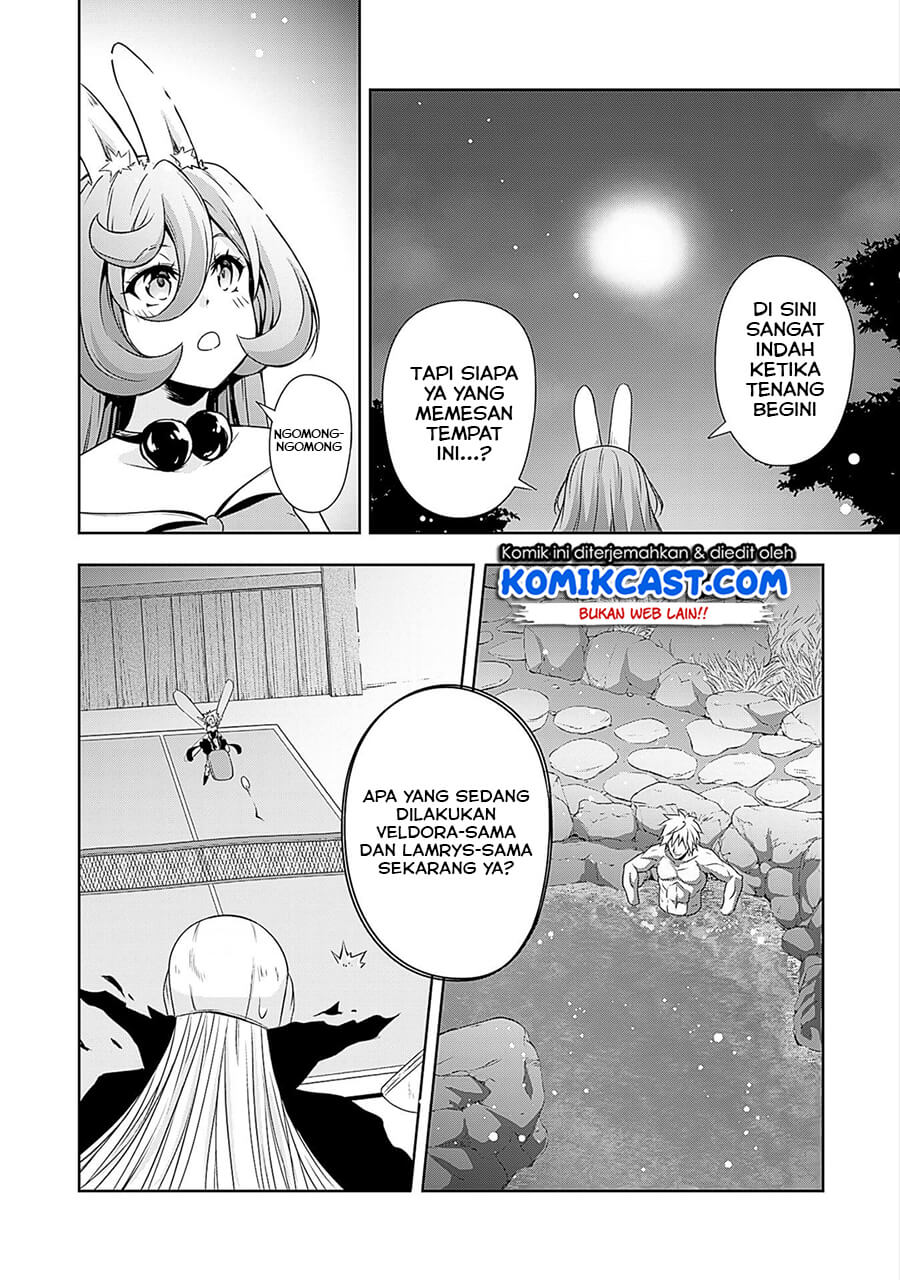 DI SINI
SANGAT
INDAH
KETIKA
TENANG
BEGINI
TAPI SIAPA
YA YANG
MEMESAN
TEMPAT
INI...?
NGOMONG-
NGOMONG
Komik ini diterjemahkan & diedit oleh
KOMIKCAST.COM
BUKAN WEB LAIN!!
APA YANG SEDANG
DILAKUKAN
VELDORA-SAMA
DAN LAMRYS-SAMA
SEKARANG YA?